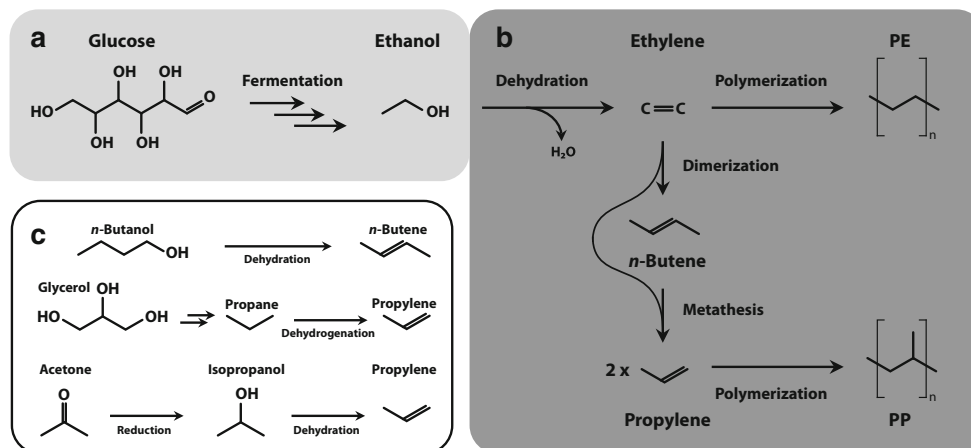 a
Glucose
Ethanol
Fermentation
OH OH
HO O
OH OH
OH
b
Ethylene
PE
Dehydration
Polymerization
C=C
H₂O
n
Dimerization
n-Butene
Metathesis
2 x
Propylene
Polymerization
n
PP
c
n-Butanol
n-Butene
OH
Dehydration
Glycerol
OH
HO OH
Propane
Propylene
Dehydrogenation
Acetone
Isopropanol
Propylene
O
OH
Reduction
Dehydration